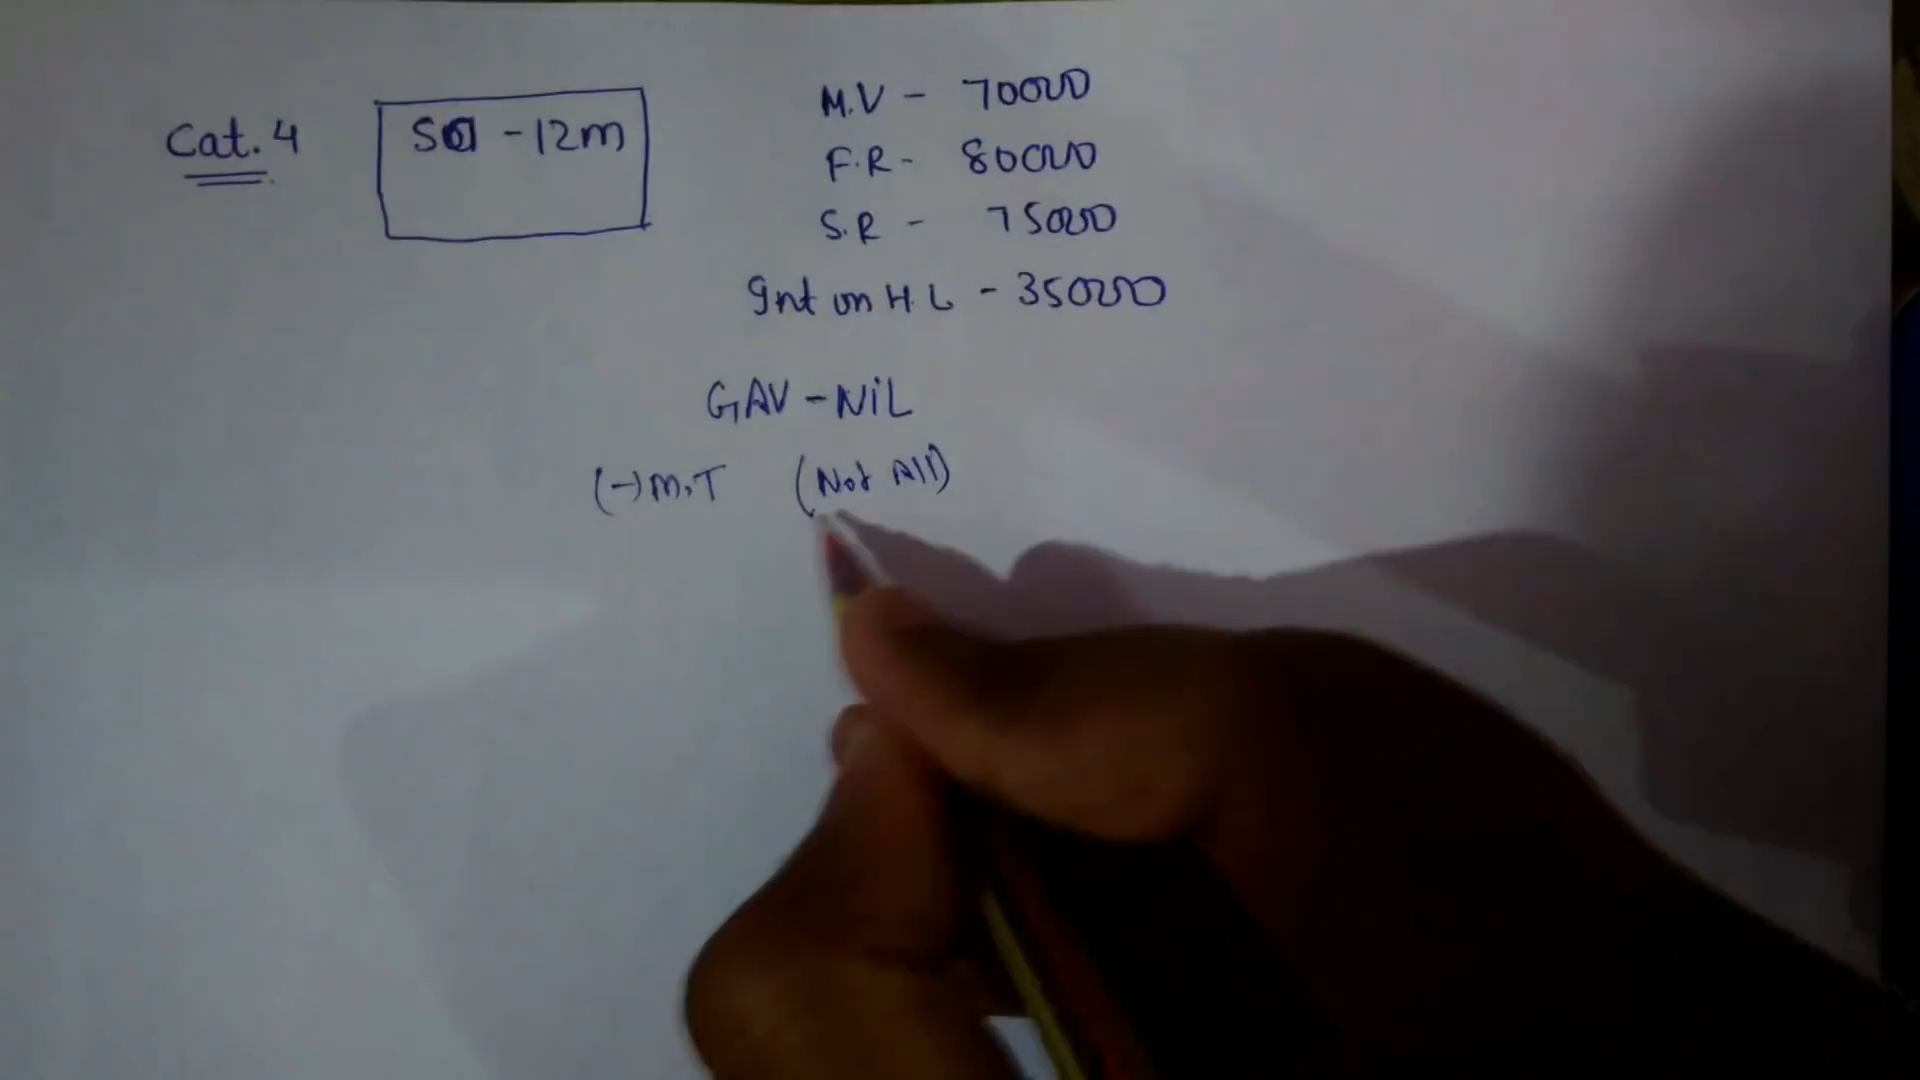 Cat. 4
SO - 12m
M.V - 70000
F.R - 80000
S.R - 75000
Int on H.L - 35000
GAV - NiL
(-) M.T (Not All)